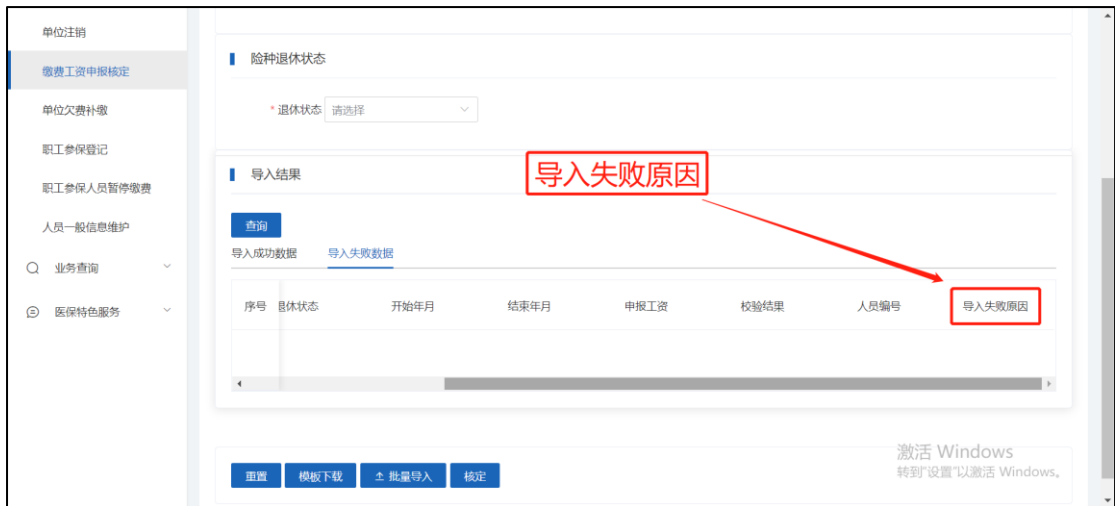 单位注销
缴费工资申报核定
单位欠费补缴
职工参保登记
职工参保人员暂停缴费
人员一般信息维护
业务查询
医保特色服务
险种退休状态
* 退休状态 请选择
导入结果
导入失败原因
查询
导入成功数据 导入失败数据
序号 退休状态 开始年月 结束年月 申报工资 校验结果 人员编号 导入失败原因
重置 模板下载 批量导入 核定
激活 Windows
转到"设置"以激活 Windows。